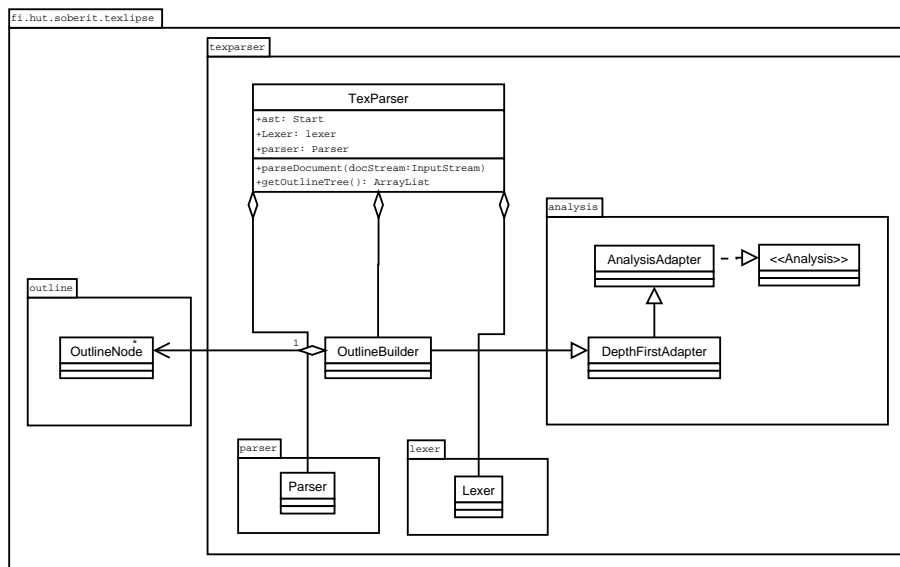 fi.hut.soberit.texlipse
texparser
TexParser
+ast: Start
+Lexer: lexer
+parser: Parser
+parseDocument(docStream:InputStream)
+getOutlineTree(): ArrayList
analysis
AnalysisAdapter
<<Analysis>>
outline
OutlineNode
*
1
OutlineBuilder
DepthFirstAdapter
parser
Parser
lexer
Lexer